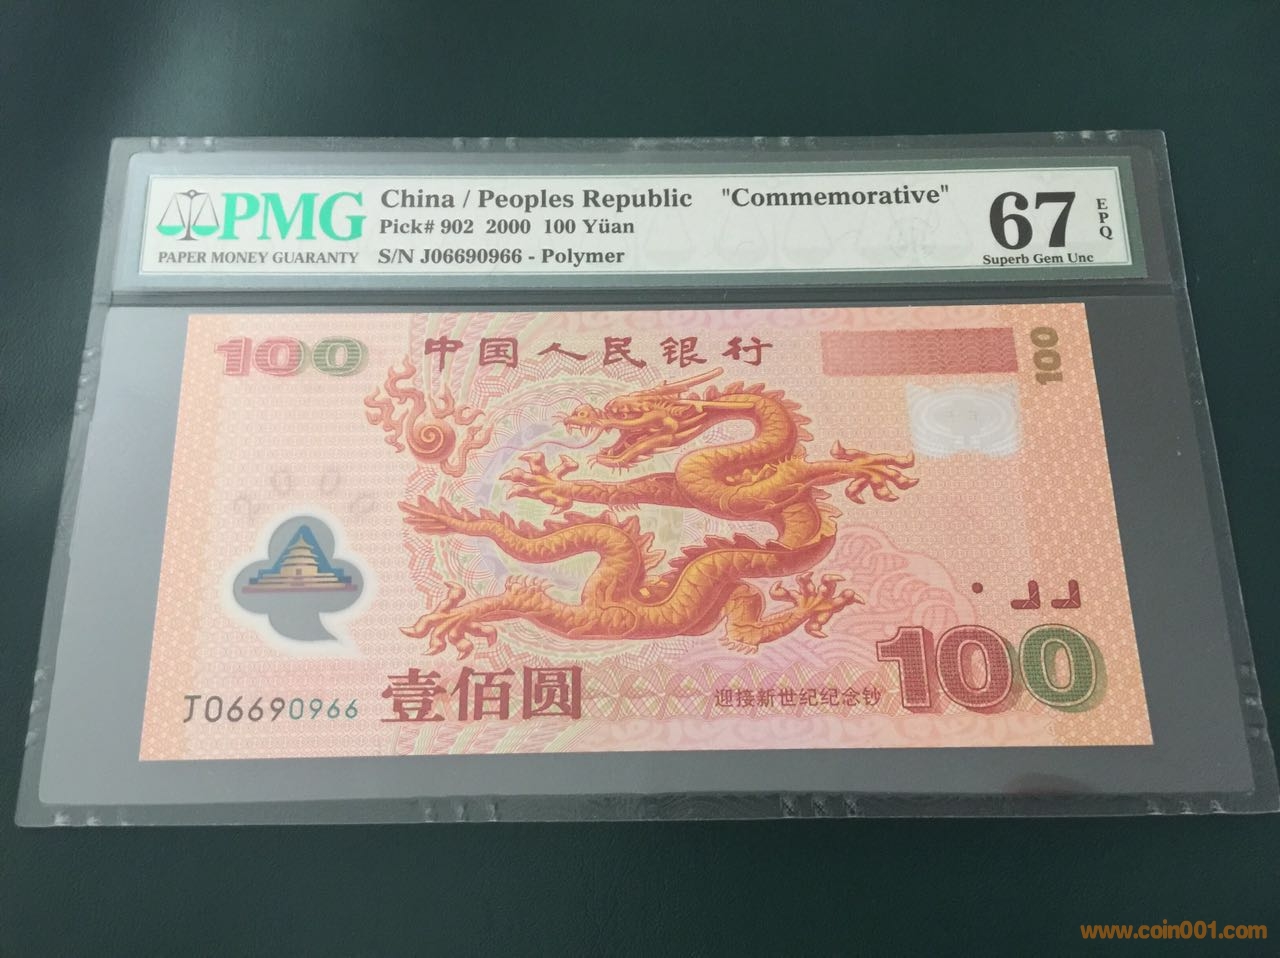 PMG
PAPER MONEY GUARANTY
China / Peoples Republic "Commemorative"
Pick# 902 2000 100 Yüan
S/N J06690966 - Polymer
67
EPQ
Superb Gem Unc
100
中国人民银行
100
2000
J06690966
壹佰圆
迎接新世纪纪念钞
100
www.coin001.com